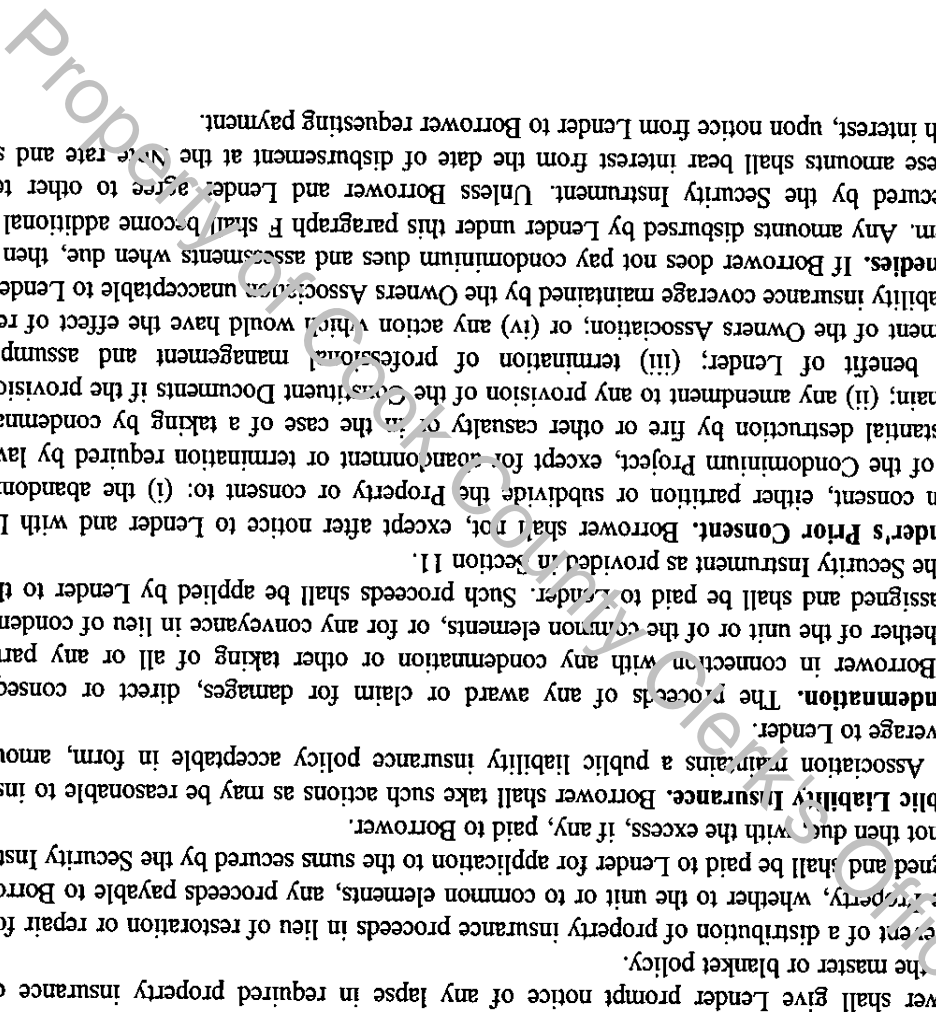 wer shall give Lender prompt notice of any lapse in required property insurance c
the master or blanket policy.
event of a distribution of property insurance proceeds in lieu of restoration or repair fo
Property, whether to the unit or to common elements, any proceeds payable to Borro
gned and shall be paid to Lender for application to the sums secured by the Security Inst
not then due, with the excess, if any, paid to Borrower.
blic Liability Insurance. Borrower shall take such actions as may be reasonable to ins
Association maintains a public liability insurance policy acceptable in form, amou
verage to Lender.
ndemnation. The proceeds of any award or claim for damages, direct or conseq
Borrower in connection with any condemnation or other taking of all or any par
hether of the unit or of the common elements, or for any conveyance in lieu of conden
assigned and shall be paid to Lender. Such proceeds shall be applied by Lender to th
he Security Instrument as provided in Section 11.
nder's Prior Consent. Borrower shall not, except after notice to Lender and with L
n consent, either partition or subdivide the Property or consent to: (i) the abandon
of the Condominium Project, except for abandonment or termination required by law
stantial destruction by fire or other casualty or in the case of a taking by condemna
nain; (ii) any amendment to any provision of the Constituent Documents if the provisio
benefit of Lender; (iii) termination of professional management and assump
ment of the Owners Association; or (iv) any action which would have the effect of re
ability insurance coverage maintained by the Owners Association unacceptable to Lende
medies. If Borrower does not pay condominium dues and assessments when due, then
m. Any amounts disbursed by Lender under this paragraph F shall become additional
ecured by the Security Instrument. Unless Borrower and Lender agree to other te
ese amounts shall bear interest from the date of disbursement at the Note rate and s
h interest, upon notice from Lender to Borrower requesting payment.
Property of Cook County Clerk's Office